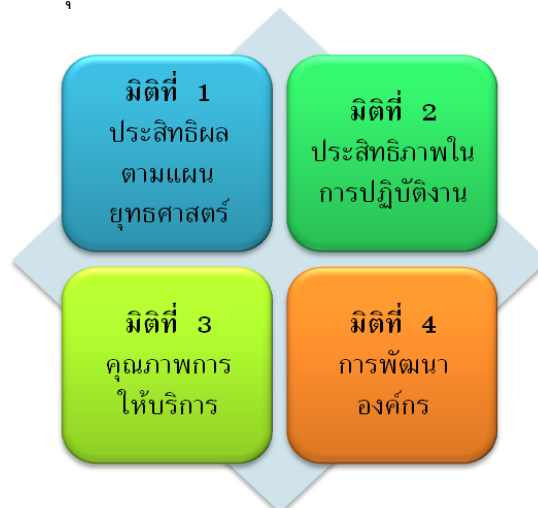 มิติที่ 1
ประสิทธิผล
ตามแผน
ยุทธศาสตร์
มิติที่ 2
ประสิทธิภาพใน
การปฏิบัติงาน
มิติที่ 3
คุณภาพการ
ให้บริการ
มิติที่ 4
การพัฒนา
องค์กร